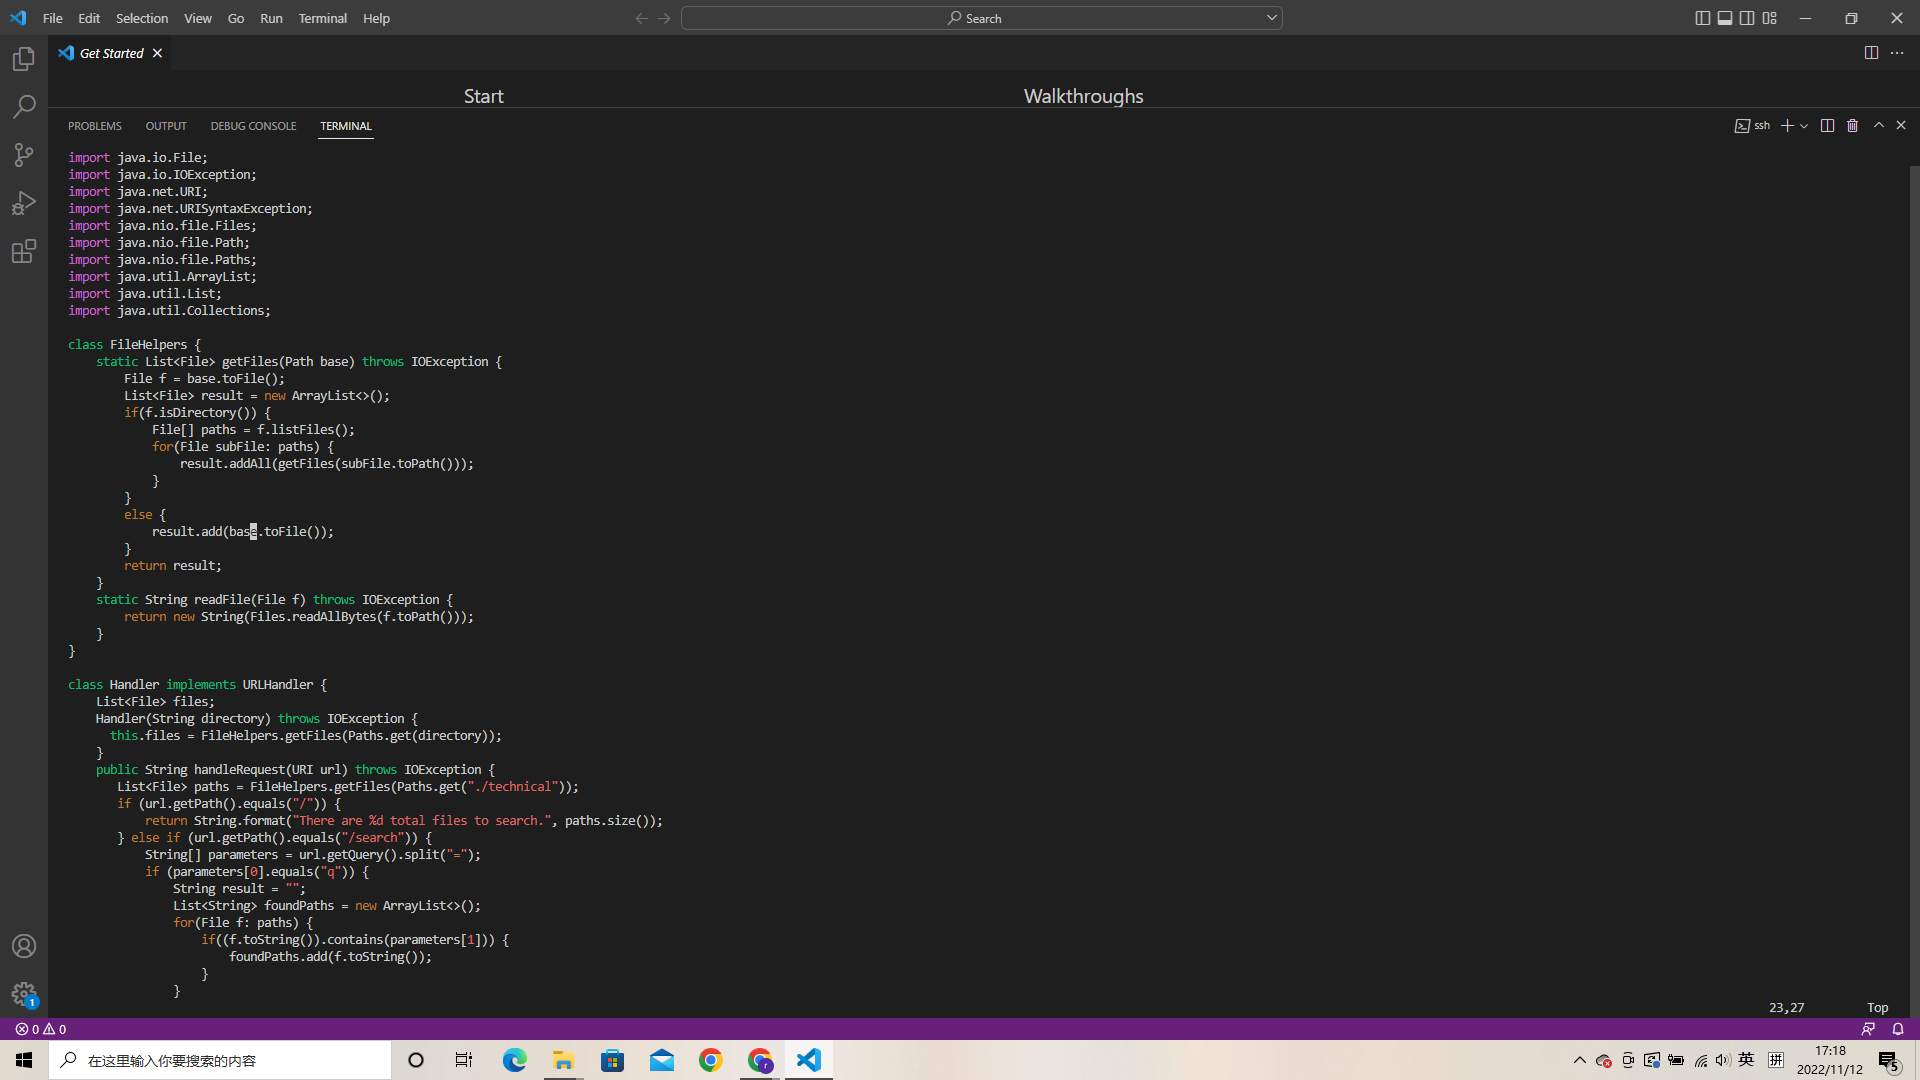 File Edit Selection View Go Run Terminal Help
Search
Get Started
Start
Walkthroughs
PROBLEMS OUTPUT DEBUG CONSOLE TERMINAL
ssh
import java.io.File;
import java.io.IOException;
import java.net.URI;
import java.net.URISyntaxException;
import java.nio.file.Files;
import java.nio.file.Path;
import java.nio.file.Paths;
import java.util.ArrayList;
import java.util.List;
import java.util.Collections;
class FileHelpers {
    static List<File> getFiles(Path base) throws IOException {
        File f = base.toFile();
        List<File> result = new ArrayList<>();
        if(f.isDirectory()) {
            File[] paths = f.listFiles();
            for(File subFile: paths) {
                result.addAll(getFiles(subFile.toPath()));
            }
        }
        else {
            result.add(base.toFile());
        }
        return result;
    }
    static String readFile(File f) throws IOException {
        return new String(Files.readAllBytes(f.toPath()));
    }
}
class Handler implements URLHandler {
    List<File> files;
    Handler(String directory) throws IOException {
      this.files = FileHelpers.getFiles(Paths.get(directory));
    }
    public String handleRequest(URI url) throws IOException {
       List<File> paths = FileHelpers.getFiles(Paths.get("./technical"));
       if (url.getPath().equals("/")) {
           return String.format("There are %d total files to search.", paths.size());
       } else if (url.getPath().equals("/search")) {
           String[] parameters = url.getQuery().split("=");
           if (parameters[0].equals("q")) {
               String result = "";
               List<String> foundPaths = new ArrayList<>();
               for(File f: paths) {
                   if((f.toString()).contains(parameters[1])) {
                       foundPaths.add(f.toString());
                   }
               }
23,27 Top
0 0
1
在这里输入你要搜索的内容
英 拼
17:18
2022/11/12
5